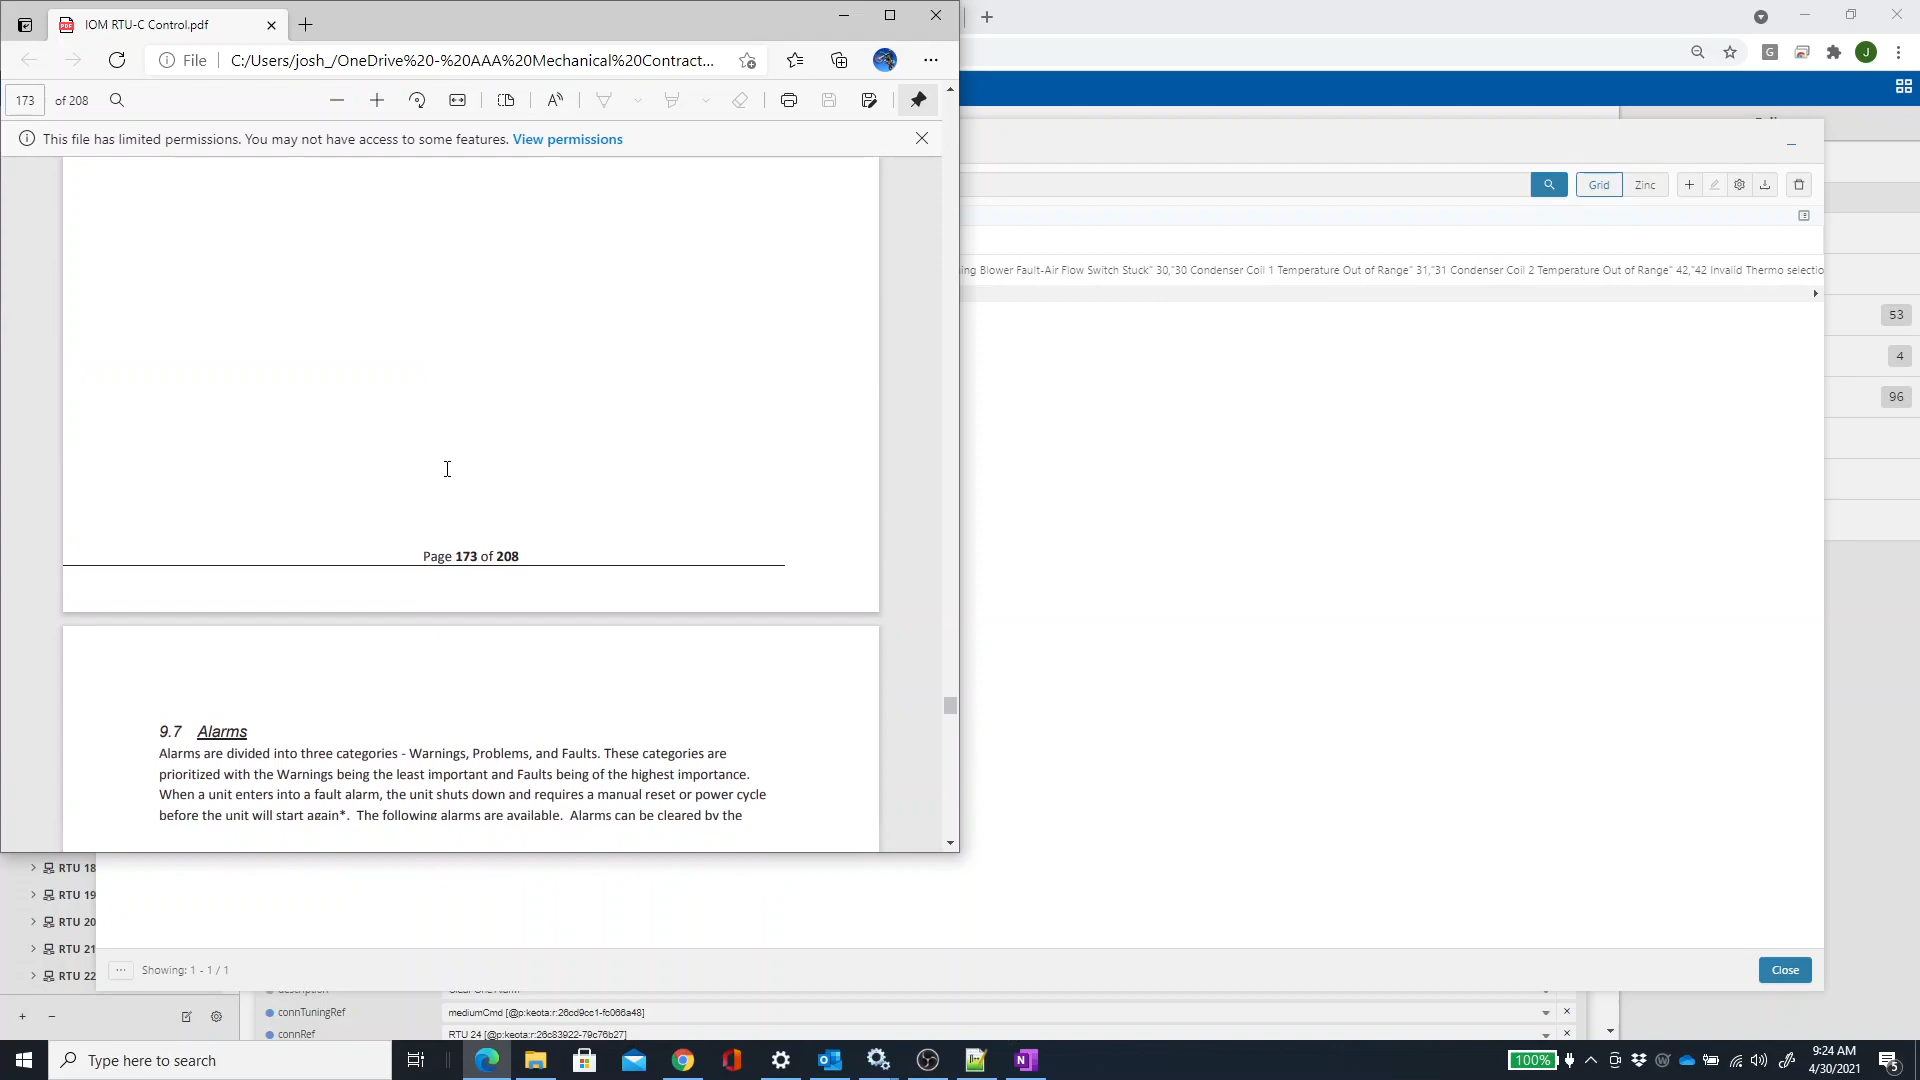 IOM RTU-C Control.pdf
File
C:/Users/josh_/OneDrive%20-%20AAA%20Mechanical%20Contract...
J
173
of 208
This file has limited permissions. You may not have access to some features. View permissions
Grid
Zinc
ing Blower Fault-Air Flow Switch Stuck" 30,"30 Condenser Coil 1 Temperature Out of Range" 31,"31 Condenser Coil 2 Temperature Out of Range" 42,"42 Invalid Thermo selectio
53
4
96
Page 173 of 208
9.7 Alarms
Alarms are divided into three categories - Warnings, Problems, and Faults. These categories are
prioritized with the Warnings being the least important and Faults being of the highest importance.
When a unit enters into a fault alarm, the unit shuts down and requires a manual reset or power cycle
before the unit will start again*. The following alarms are available. Alarms can be cleared by the
RTU 18
RTU 19
RTU 20
RTU 21
RTU 22
Showing: 1 - 1 / 1
Close
connTuningRef
mediumCmd [@p:keota:r:26cd9cc1-fc066a48]
connRef
RTU 24 [@p:keota:r:26c83922-79c76b27]
Type here to search
100%
9:24 AM
4/30/2021
5